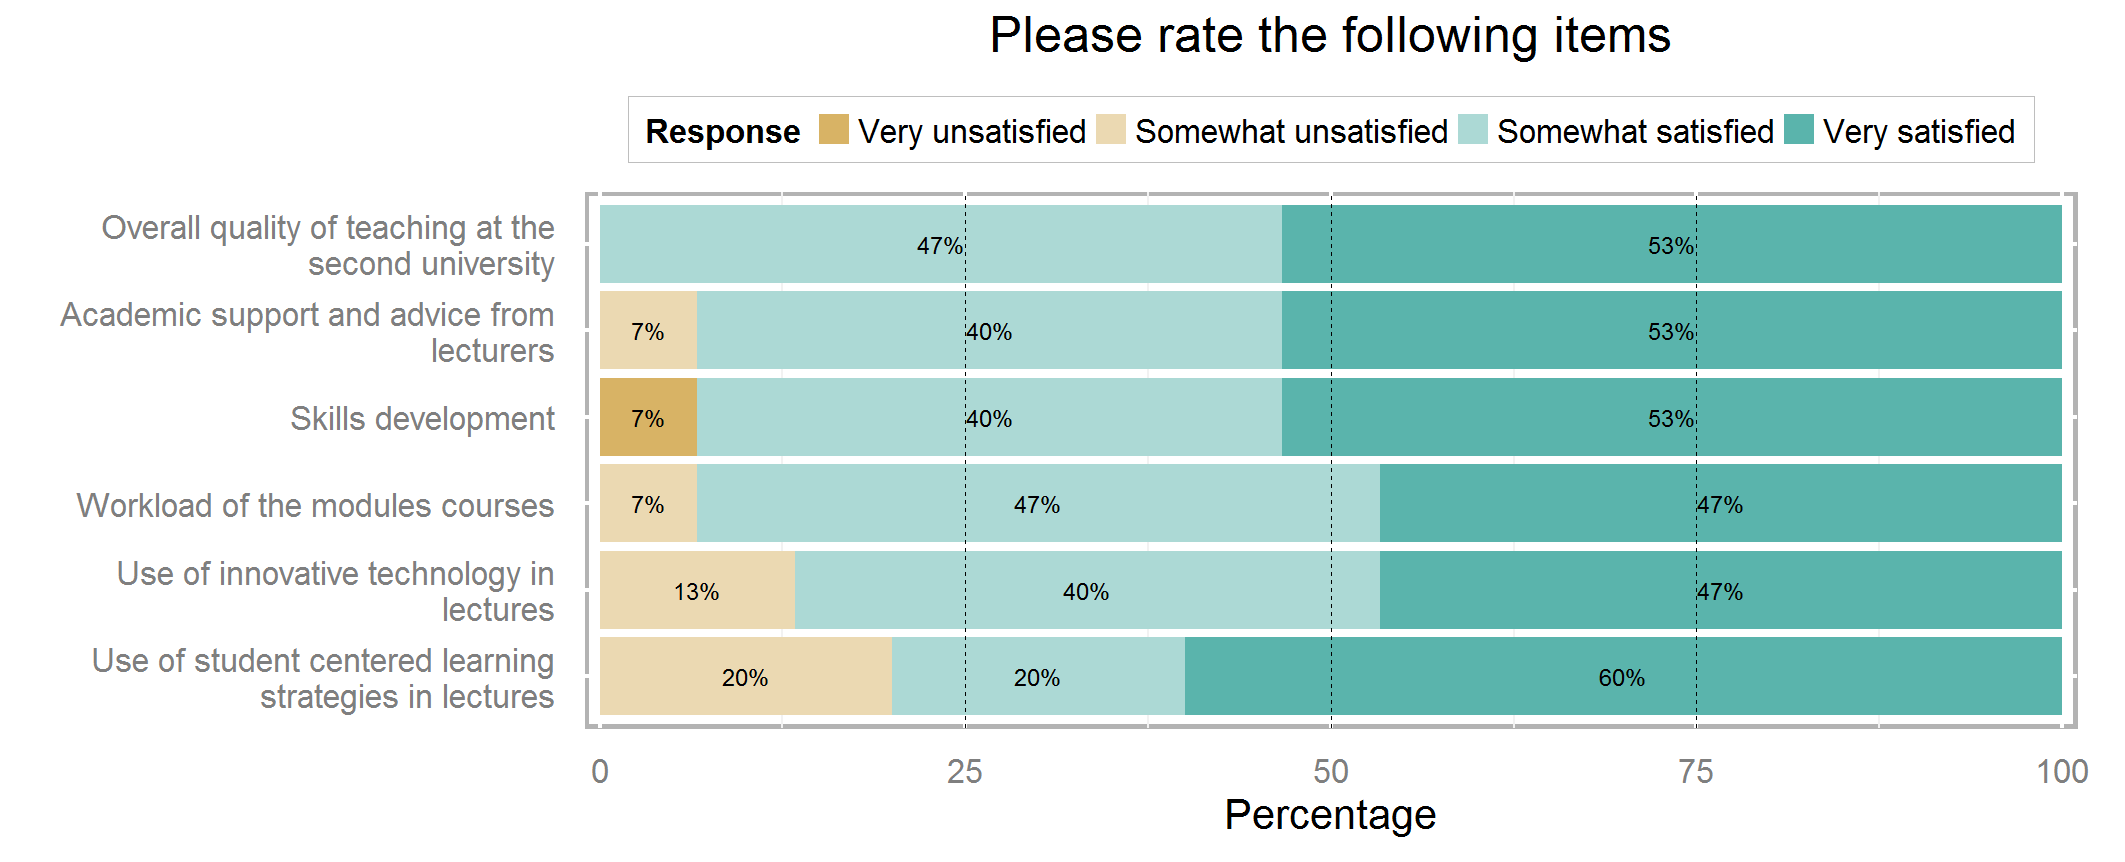 Please rate the following items
Response Very unsatisfied Somewhat unsatisfied Somewhat satisfied Very satisfied
Overall quality of teaching at the
second university
47% 53%
Academic support and advice from
lecturers
7% 40% 53%
Skills development
7% 40% 53%
Workload of the modules courses
7% 47% 47%
Use of innovative technology in
lectures
13% 40% 47%
Use of student centered learning
strategies in lectures
20% 20% 60%
0 25 50 75 100
Percentage